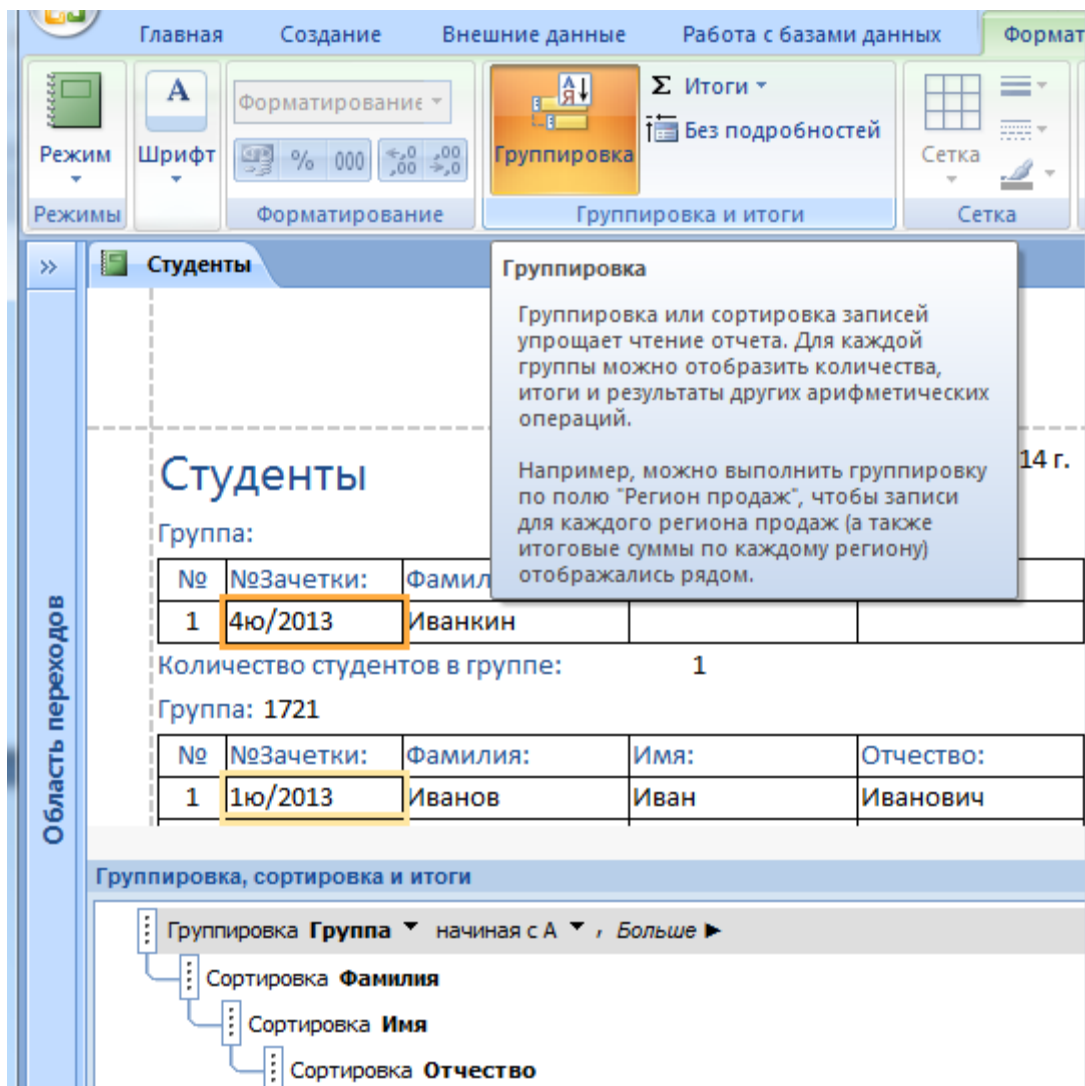 Главная Создание Внешние данные Работа с базами данных Формат
A
Форматирование
А
Я
Σ Итоги
Без подробностей
Режим Шрифт % 000 ,0 ,00 ,00 ,0 Группировка Сетка
Режимы Форматирование Группировка и итоги Сетка
» Студенты
Группировка
Группировка или сортировка записей
упрощает чтение отчета. Для каждой
группы можно отобразить количества,
итоги и результаты других арифметических
операций.
Например, можно выполнить группировку
по полю "Регион продаж", чтобы записи
для каждого региона продаж (а также
итоговые суммы по каждому региону)
отображались рядом.
Область переходов
Студенты 14 г.
Группа:
№ №Зачетки: Фамил
1 4ю/2013 Иванкин
Количество студентов в группе: 1
Группа: 1721
№ №Зачетки: Фамилия: Имя: Отчество:
1 1ю/2013 Иванов Иван Иванович
Группировка, сортировка и итоги
Группировка Группа начиная с А , Больше
Сортировка Фамилия
Сортировка Имя
Сортировка Отчество